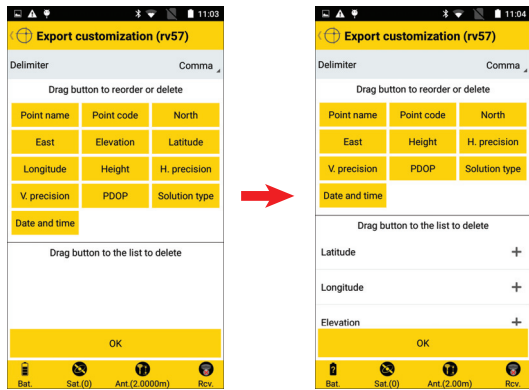 11:03
Export customization (rv57)
Delimiter Comma
Drag button to reorder or delete
Point name Point code North
East Elevation Latitude
Longitude Height H. precision
V. precision PDOP Solution type
Date and time
Drag button to the list to delete
OK
Bat. Sat.(0) Ant.(2.0000m) Rcv.
11:04
Export customization (rv57)
Delimiter Comma
Drag button to reorder or delete
Point name Point code North
East Height H. precision
V. precision PDOP Solution type
Date and time
Drag button to the list to delete
Latitude +
Longitude +
Elevation +
OK
Bat. Sat.(0) Ant.(2.00m) Rcv.